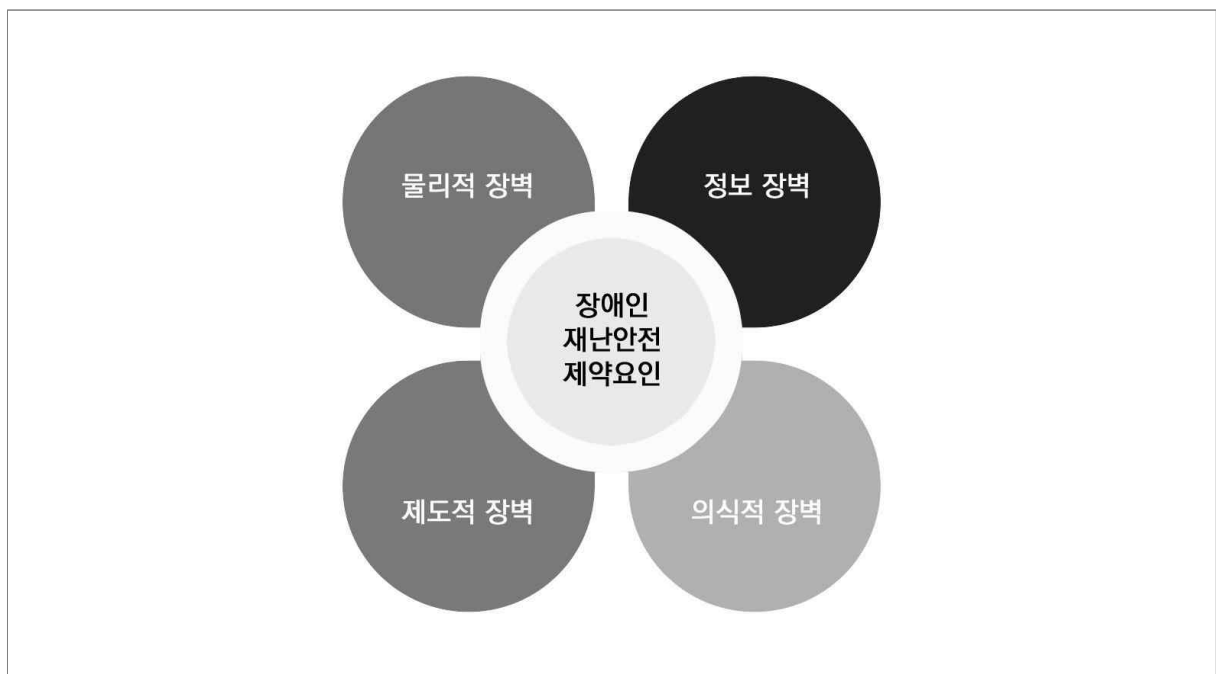 물리적 장벽
정보 장벽
장애인
재난안전
제약요인
제도적 장벽
의식적 장벽